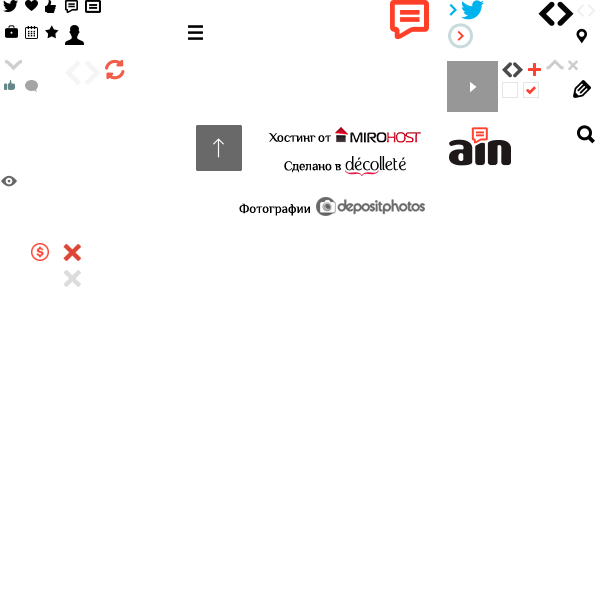 Хостинг от MIROHOST
ain
Сделано в décolleté
Фотографии depositphotos